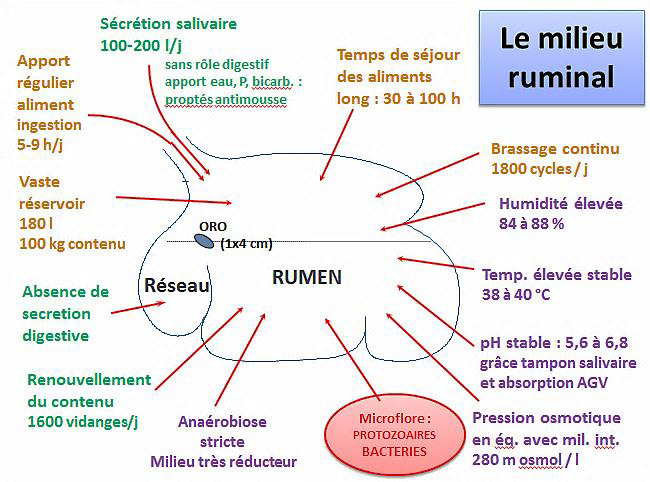 Le milieu
ruminal
Sécrétion salivaire
100-200 l/j
sans rôle digestif
apport eau, P, bicarb. :
proptés antimousse
Apport
régulier
aliment
ingestion
5-9 h/j
Temps de séjour
des aliments
long : 30 à 100 h
Brassage continu
1800 cycles / j
Vaste
réservoir
180 l
100 kg contenu
Humidité élevée
84 à 88 %
ORO
(1x4 cm)
Réseau
RUMEN
Temp. élevée stable
38 à 40 °C
Absence de
secretion
digestive
pH stable : 5,6 à 6,8
grâce tampon salivaire
et absorption AGV
Renouvellement
du contenu
1600 vidanges/j
Anaérobiose
stricte
Milieu très réducteur
Microflore :
PROTOZOAIRES
BACTERIES
Pression osmotique
en éq. avec mil. int.
280 m osmol / l